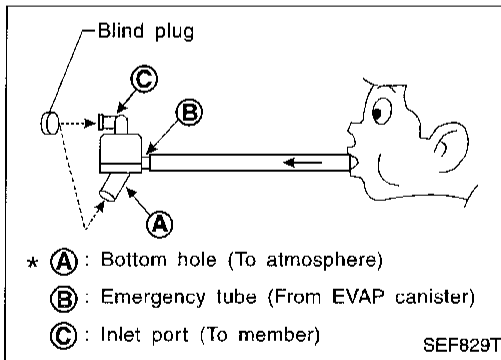 Blind plug
C
B
A
* A : Bottom hole (To atmosphere)
B : Emergency tube (From EVAP canister)
C : Inlet port (To member)
SEF829T